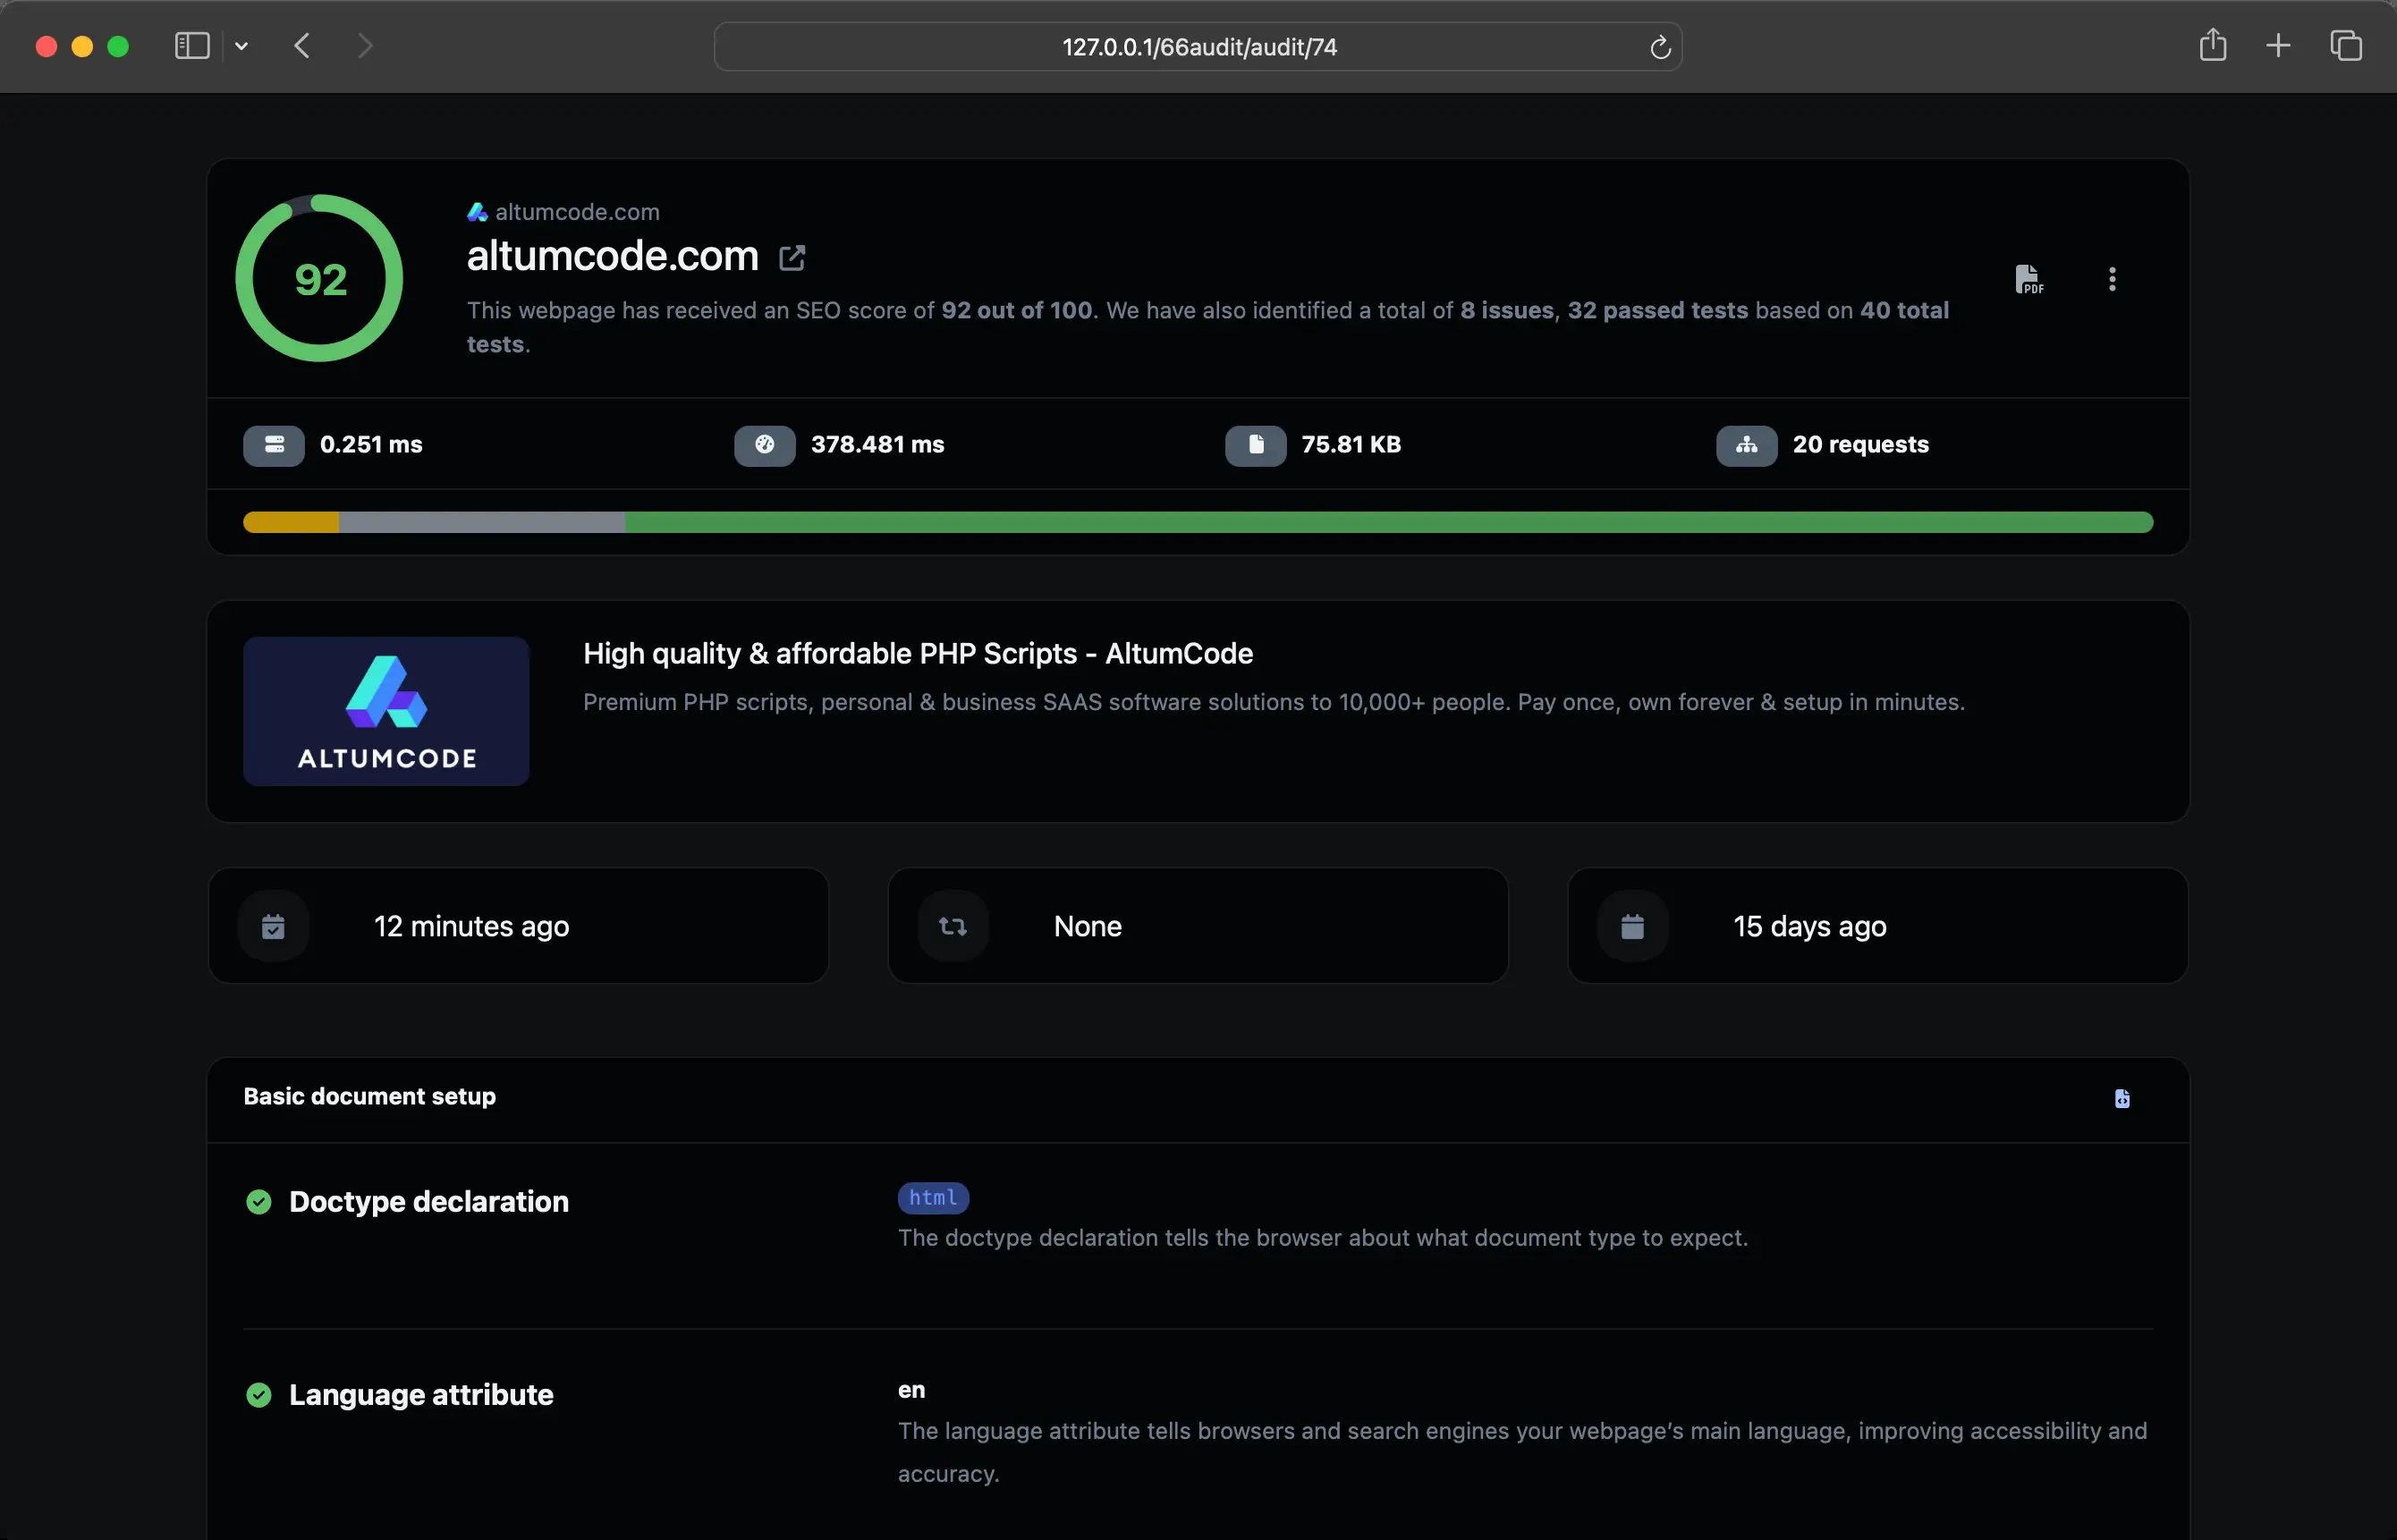 127.0.0.1/66audit/audit/74
92
altumcode.com
altumcode.com
This webpage has received an SEO score of 92 out of 100. We have also identified a total of 8 issues, 32 passed tests based on 40 total
tests.
PDF
0.251 ms
378.481 ms
75.81 KB
20 requests
High quality & affordable PHP Scripts - AltumCode
Premium PHP scripts, personal & business SAAS software solutions to 10,000+ people. Pay once, own forever & setup in minutes.
ALTUMCODE
12 minutes ago
None
15 days ago
Basic document setup
Doctype declaration
html
The doctype declaration tells the browser about what document type to expect.
Language attribute
en
The language attribute tells browsers and search engines your webpage’s main language, improving accessibility and
accuracy.